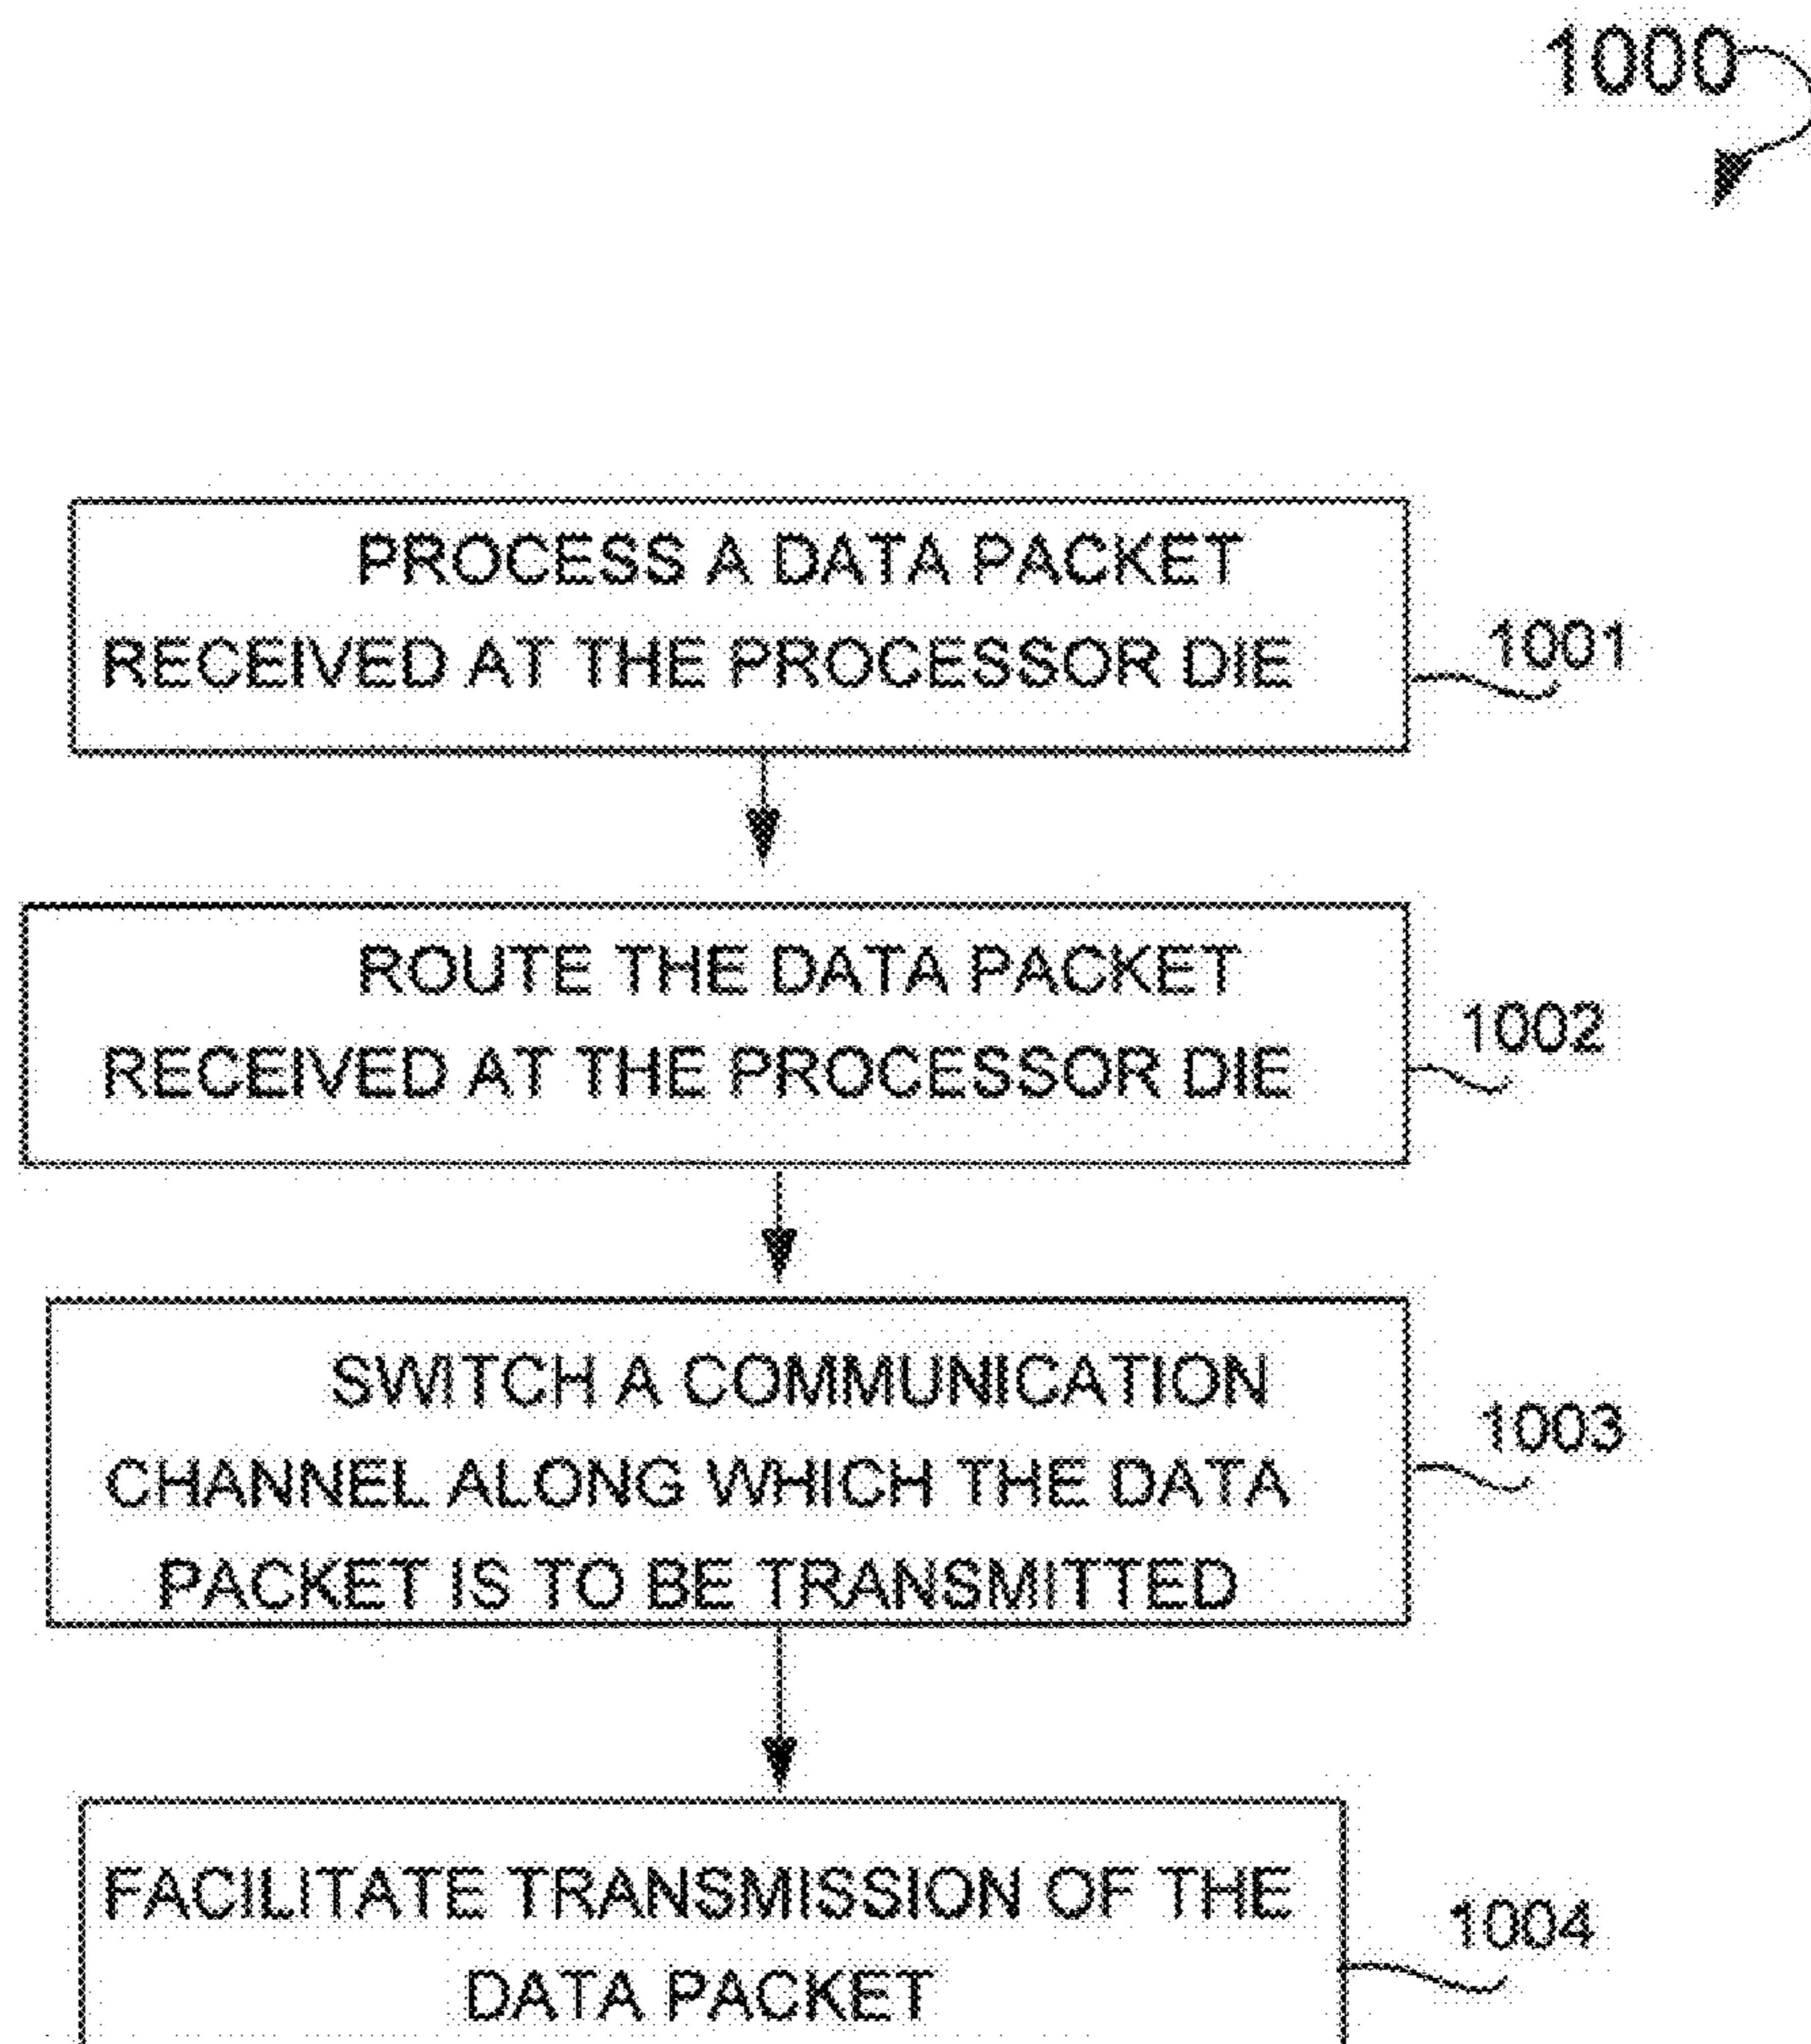 1000
PROCESS A DATA PACKET
RECEIVED AT THE PROCESSOR DIE
1001
ROUTE THE DATA PACKET
RECEIVED AT THE PROCESSOR DIE
1002
SWITCH A COMMUNICATION
CHANNEL ALONG WHICH THE DATA
PACKET IS TO BE TRANSMITTED
1003
FACILITATE TRANSMISSION OF THE
DATA PACKET
1004